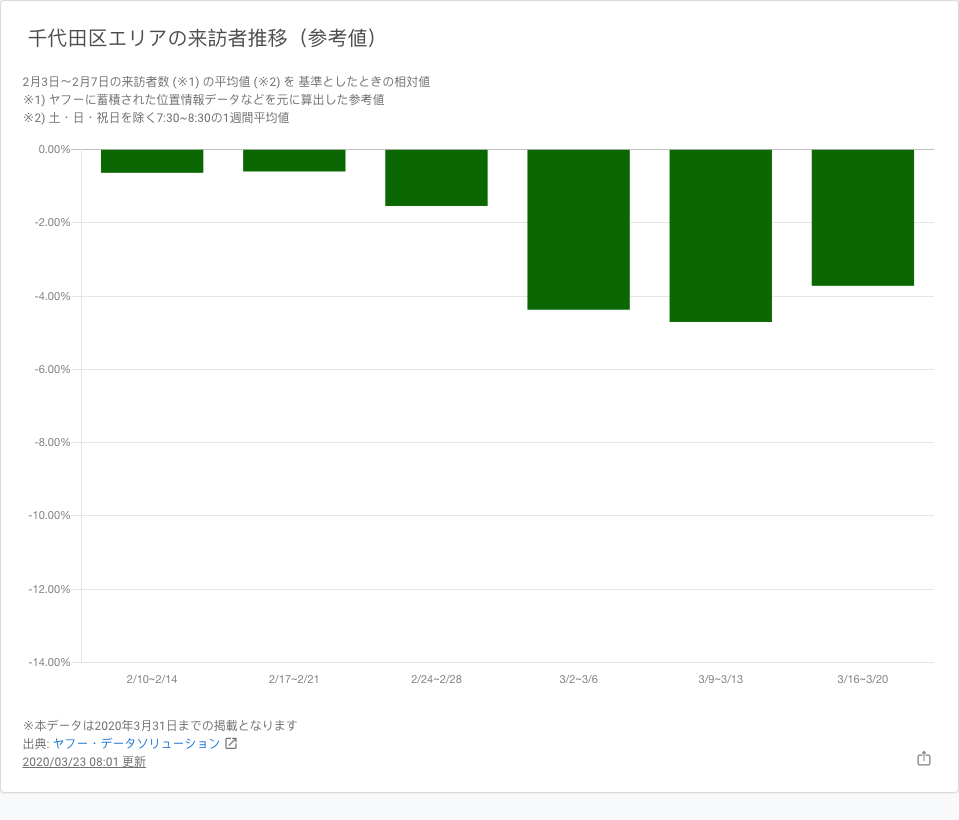 千代田区エリアの来訪者推移（参考値）
2月3日～2月7日の来訪者数 (※1) の平均値 (※2) を 基準としたときの相対値
※1) ヤフーに蓄積された位置情報データなどを元に算出した参考値
※2) 土・日・祝日を除く7:30~8:30の1週間平均値
0.00%
-2.00%
-4.00%
-6.00%
-8.00%
-10.00%
-12.00%
-14.00%
2/10~2/14 2/17~2/21 2/24~2/28 3/2~3/6 3/9~3/13 3/16~3/20
※本データは2020年3月31日までの掲載となります
出典: ヤフー・データソリューション
2020/03/23 08:01 更新